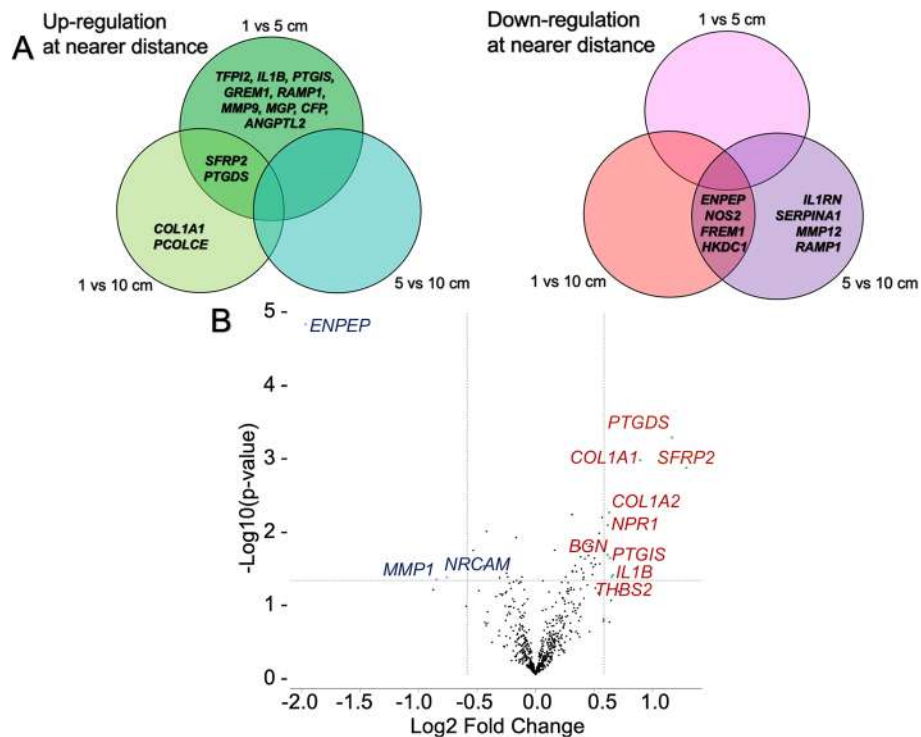 A
Up-regulation
at nearer distance
1 vs 5 cm
TFPI2, IL1B, PTGIS,
GREM1, RAMP1,
MMP9, MGP, CFP,
ANGPTL2
SFRP2
PTGDS
COL1A1
PCOLCE
1 vs 10 cm
5 vs 10 cm
Down-regulation
at nearer distance
1 vs 5 cm
ENPEP
NOS2
FREM1
HKDC1
IL1RN
SERPINA1
MMP12
RAMP1
1 vs 10 cm
5 vs 10 cm
B
5 -
4 -
3 -
2 -
1 -
0 -
-Log10(p-value)
ENPEP
PTGDS
COL1A1
SFRP2
COL1A2
NPR1
BGN
PTGIS
MMP1
NRCAM
IL1B
THBS2
-2.0
-1.0
-1.0
0.0
0.5
1.0
Log2 Fold Change